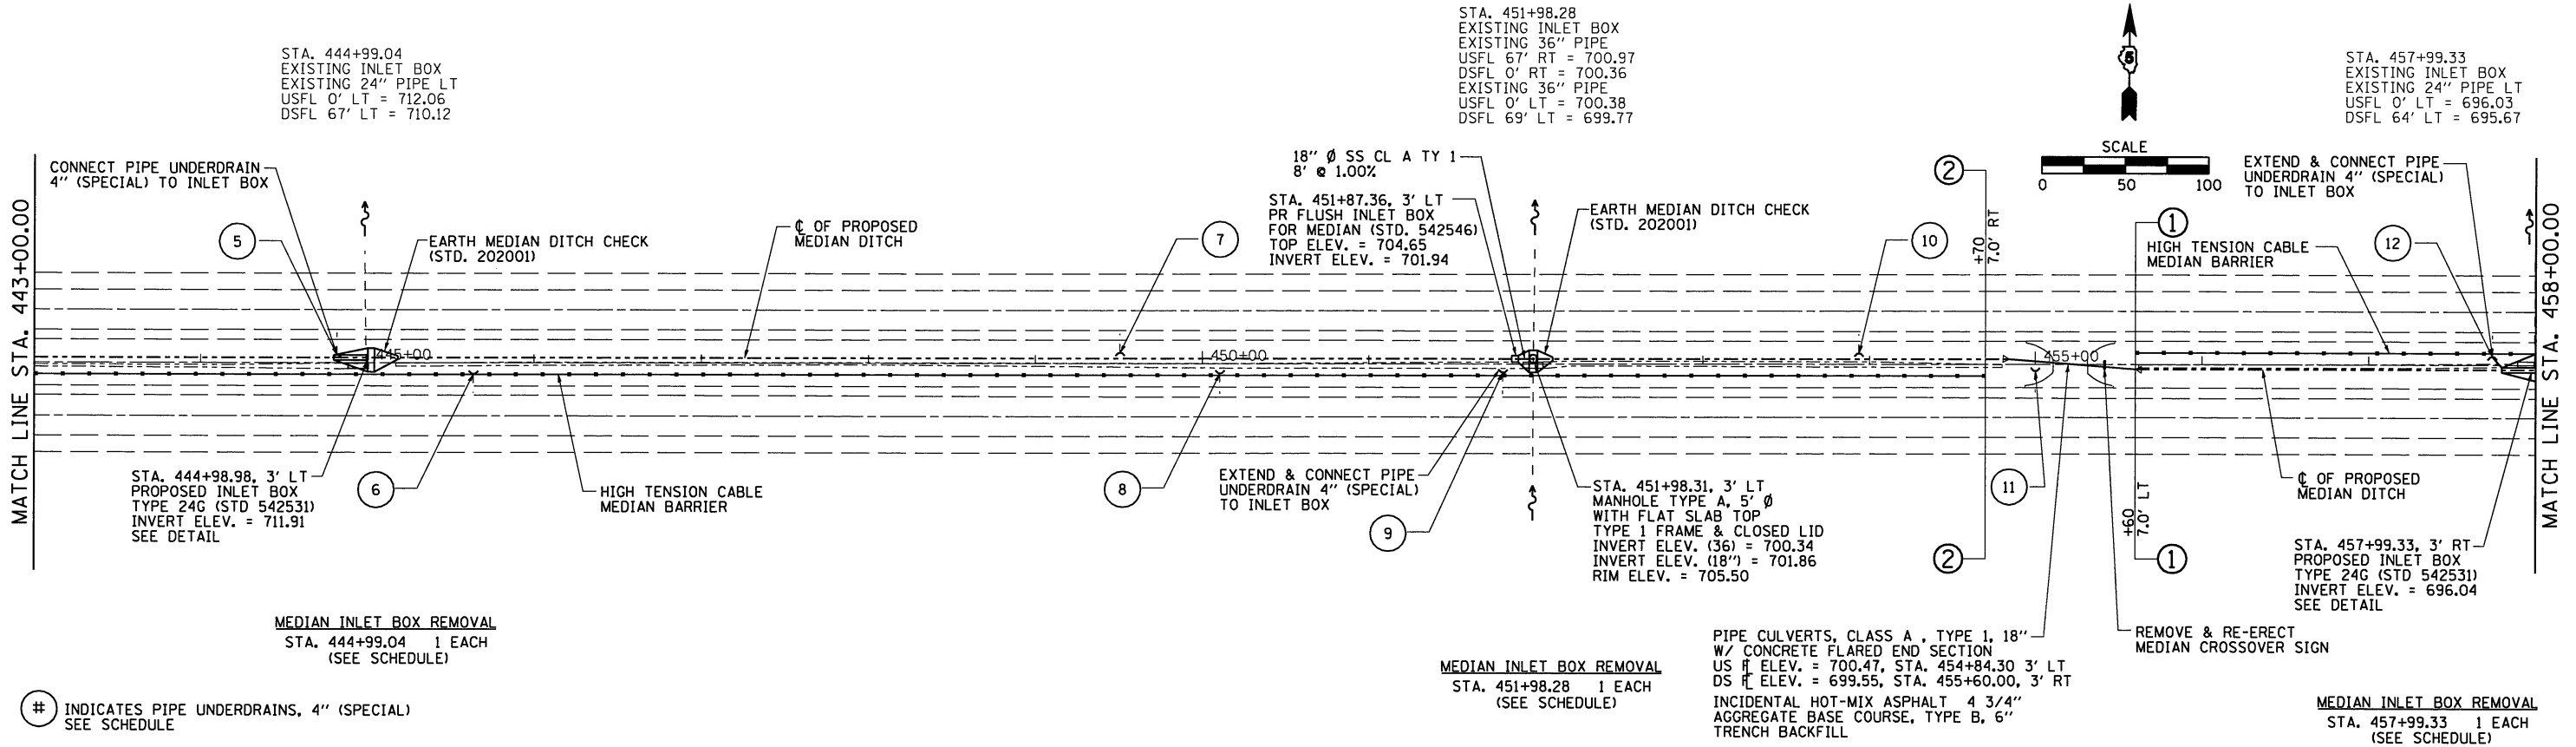 STA. 444+99.04
EXISTING INLET BOX
EXISTING 24" PIPE LT
USFL 0' LT = 712.06
DSFL 67' LT = 710.12
STA. 451+98.28
EXISTING INLET BOX
EXISTING 36" PIPE
USFL 67' RT = 700.97
DSFL 0' RT = 700.36
EXISTING 36" PIPE
USFL 0' LT = 700.38
DSFL 69' LT = 699.77
5
STA. 457+99.33
EXISTING INLET BOX
EXISTING 24" PIPE LT
USFL 0' LT = 696.03
DSFL 64' LT = 695.67
MATCH LINE STA. 443+00.00
CONNECT PIPE UNDERDRAIN
4" (SPECIAL) TO INLET BOX
5
EARTH MEDIAN DITCH CHECK
(STD. 202001)
℄ OF PROPOSED
MEDIAN DITCH
7
18" Ø SS CL A TY 1
8' @ 1.00%
STA. 451+87.36, 3' LT
PR FLUSH INLET BOX
FOR MEDIAN (STD. 542546)
TOP ELEV. = 704.65
INVERT ELEV. = 701.94
EARTH MEDIAN DITCH CHECK
(STD. 202001)
10
2
+70
7.0' RT
SCALE
0 50 100
1
EXTEND & CONNECT PIPE
UNDERDRAIN 4" (SPECIAL)
TO INLET BOX
HIGH TENSION CABLE
MEDIAN BARRIER
12
MATCH LINE STA. 458+00.00
445+00
450+00
455+00
STA. 444+98.98, 3' LT
PROPOSED INLET BOX
TYPE 24G (STD 542531)
INVERT ELEV. = 711.91
SEE DETAIL
6
HIGH TENSION CABLE
MEDIAN BARRIER
8
EXTEND & CONNECT PIPE
UNDERDRAIN 4" (SPECIAL)
TO INLET BOX
9
STA. 451+98.31, 3' LT
MANHOLE TYPE A, 5' Ø
WITH FLAT SLAB TOP
TYPE 1 FRAME & CLOSED LID
INVERT ELEV. (36) = 700.34
INVERT ELEV. (18") = 701.86
RIM ELEV. = 705.50
2
11
+60
7.0' LT
1
℄ OF PROPOSED
MEDIAN DITCH
STA. 457+99.33, 3' RT
PROPOSED INLET BOX
TYPE 24G (STD 542531)
INVERT ELEV. = 696.04
SEE DETAIL
MEDIAN INLET BOX REMOVAL
STA. 444+99.04 1 EACH
(SEE SCHEDULE)
MEDIAN INLET BOX REMOVAL
STA. 451+98.28 1 EACH
(SEE SCHEDULE)
PIPE CULVERTS, CLASS A , TYPE 1, 18"
W/ CONCRETE FLARED END SECTION
US FL ELEV. = 700.47, STA. 454+84.30 3' LT
DS FL ELEV. = 699.55, STA. 455+60.00, 3' RT
INCIDENTAL HOT-MIX ASPHALT 4 3/4"
AGGREGATE BASE COURSE, TYPE B, 6"
TRENCH BACKFILL
REMOVE & RE-ERECT
MEDIAN CROSSOVER SIGN
MEDIAN INLET BOX REMOVAL
STA. 457+99.33 1 EACH
(SEE SCHEDULE)
# INDICATES PIPE UNDERDRAINS, 4" (SPECIAL)
SEE SCHEDULE